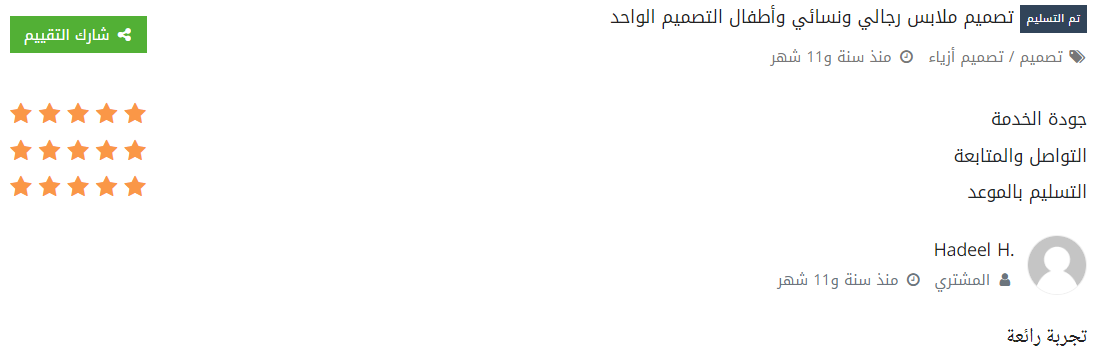 تم التسليم تصميم ملابس رجالي ونسائي وأطفال التصميم الواحد
شارك التقييم
تصميم / تصميم أزياء منذ سنة و11 شهر
جودة الخدمة
التواصل والمتابعة
التسليم بالموعد
Hadeel H.
المشتري منذ سنة و11 شهر
تجربة رائعة